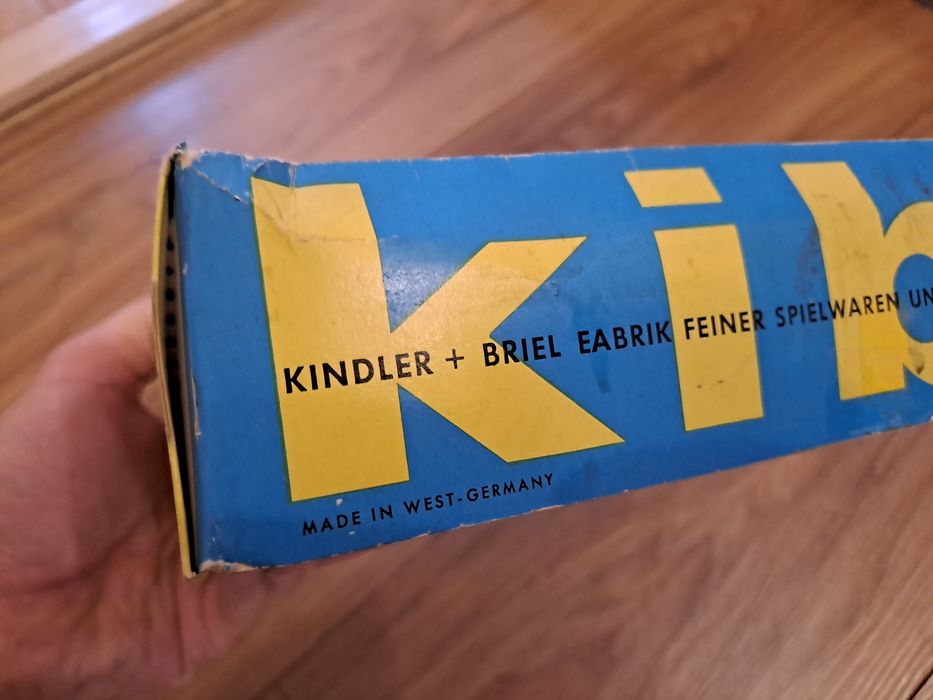 kib
KINDLER + BRIEL EABRIK FEINER SPIELWAREN UN
MADE IN WEST-GERMANY